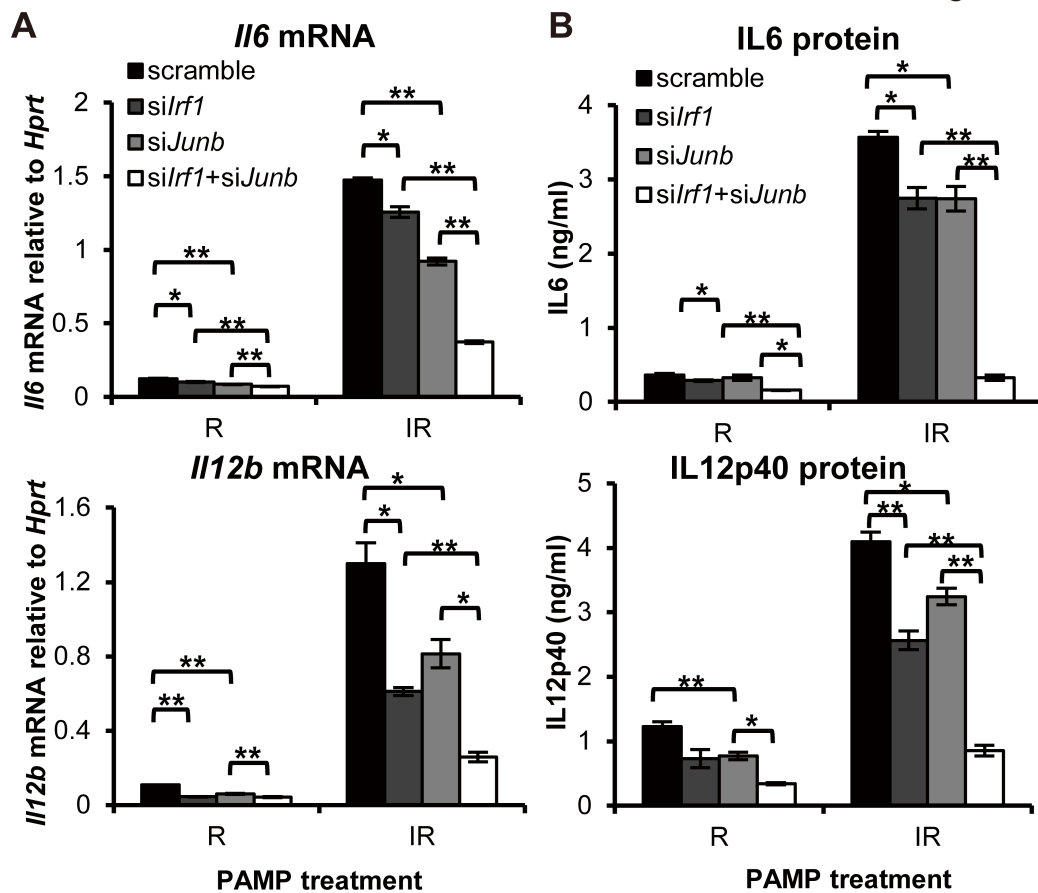 A
Il6 mRNA
scramble
siIrf1
siJunb
siIrf1+siJunb
Il6 mRNA relative to Hprt
2
1.5
1
0.5
0
** * ** ** ** * ** **
R IR
B
IL6 protein
scramble
siIrf1
siJunb
siIrf1+siJunb
IL6 (ng/ml)
4
3
2
1
0
* * ** ** * ** *
R IR
Il12b mRNA
Il12b mRNA relative to Hprt
1.6
1.2
0.8
0.4
0
* * ** * ** ** **
R IR
PAMP treatment
IL12p40 protein
IL12p40 (ng/ml)
5
4
3
2
1
0
* ** ** ** ** *
R IR
PAMP treatment